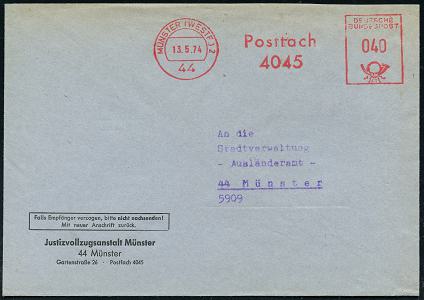 MÜNSTER (WESTF) 2
13.5.74
44
Postfach
4045
DEUTSCHE
BUNDESPOST
040
An die
Stadtverwaltung
- Ausländeramt -
44 Münster
5909
Falls Empfänger verzogen, bitte nicht nachsenden!
Mit neuer Anschrift zurück.
Justizvollzugsanstalt Münster
44 Münster
Gartenstraße 26 · Postfach 4045